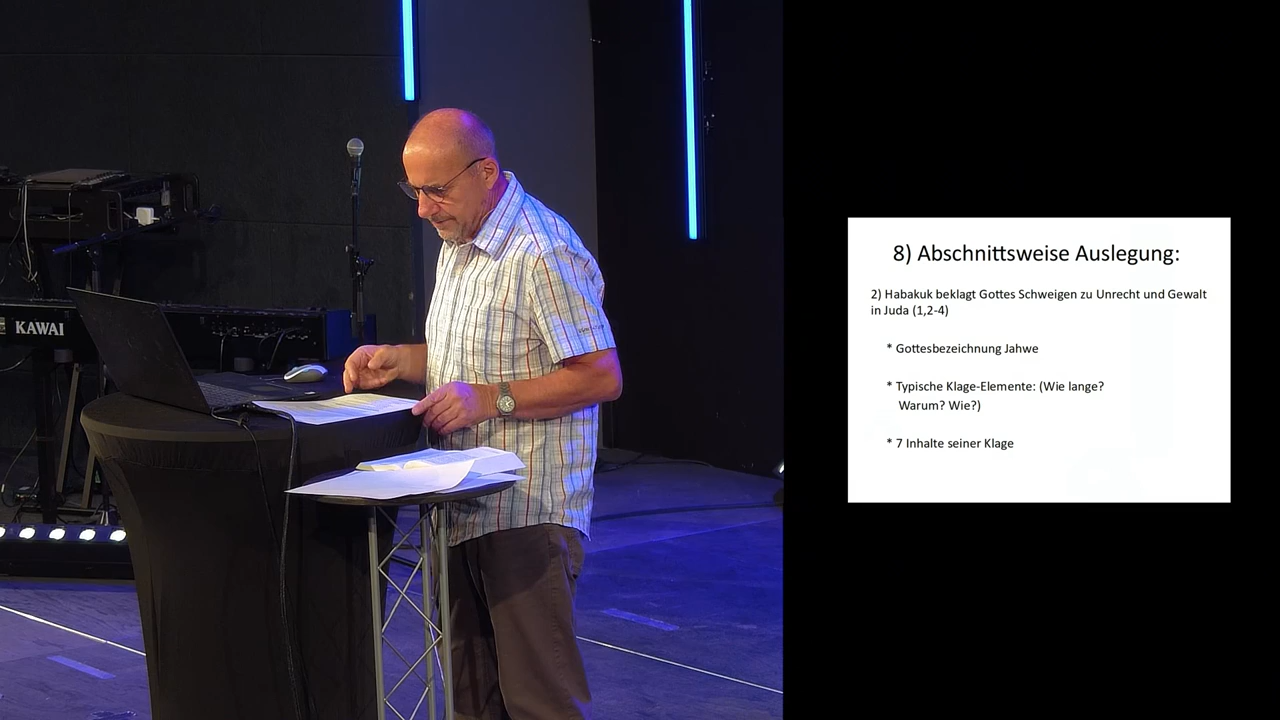 KAWAI
8) Abschnittsweise Auslegung:
2) Habakuk beklagt Gottes Schweigen zu Unrecht und Gewalt
in Juda (1,2-4)
* Gottesbezeichnung Jahwe
* Typische Klage-Elemente: (Wie lange?
Warum? Wie?)
* 7 Inhalte seiner Klage